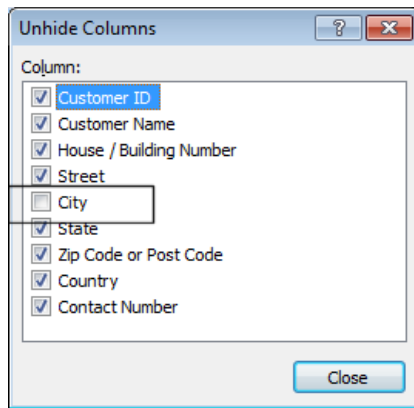 Unhide Columns
Column:
Customer ID
Customer Name
House / Building Number
Street
City
State
Zip Code or Post Code
Country
Contact Number
Close